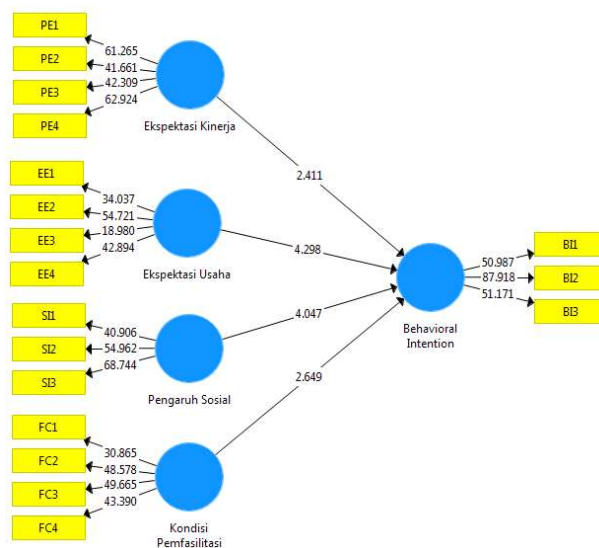 PE1
PE2
PE3
PE4
61.265
41.661
42.309
62.924
Ekspektasi Kinerja
2.411
EE1
EE2
EE3
EE4
34.037
54.721
18.980
42.894
Ekspektasi Usaha
4.298
SI1
SI2
SI3
40.906
54.962
68.744
Pengaruh Sosial
4.047
FC1
FC2
FC3
FC4
30.865
48.578
49.665
43.390
Kondisi
Pemfasilitasi
2.649
Behavioral
Intention
50.987
87.918
51.171
BI1
BI2
BI3